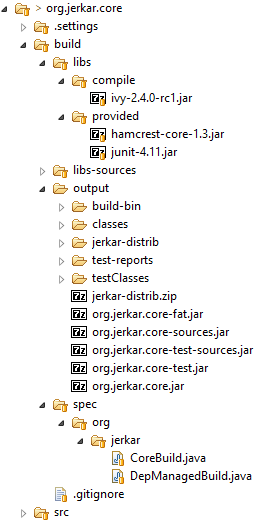 > org.jerkar.core
.settings
build
libs
compile
ivy-2.4.0-rc1.jar
provided
hamcrest-core-1.3.jar
junit-4.11.jar
libs-sources
output
build-bin
classes
jerkar-distrib
test-reports
testClasses
jerkar-distrib.zip
org.jerkar.core-fat.jar
org.jerkar.core-sources.jar
org.jerkar.core-test-sources.jar
org.jerkar.core-test.jar
org.jerkar.core.jar
spec
org
jerkar
CoreBuild.java
DepManagedBuild.java
.gitignore
src